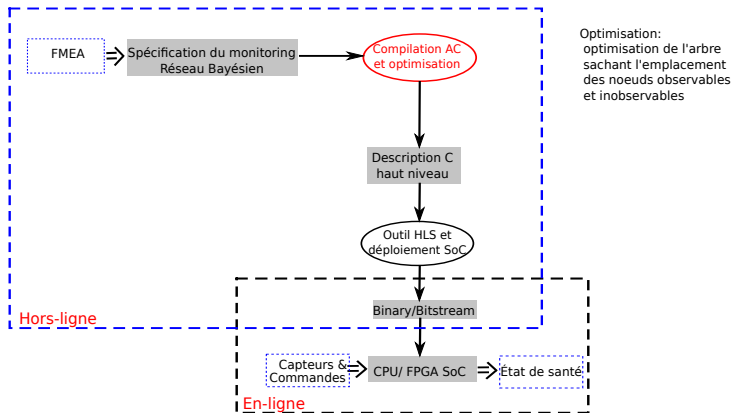 FMEA
Spécification du monitoring
Réseau Bayésien
Compilation AC
et optimisation
Optimisation:
optimisation de l'arbre
sachant l'emplacement
des noeuds observables
et inobservables
Description C
haut niveau
Outil HLS et
déploiement SoC
Hors-ligne
Binary/Bitstream
Capteurs &
Commandes
CPU/ FPGA SoC
État de santé
En-ligne